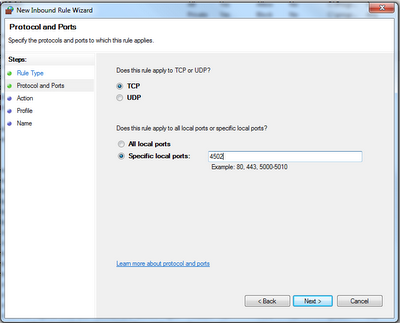 New Inbound Rule Wizard
Protocol and Ports
Specify the protocols and ports to which this rule applies.
Steps:
Rule Type
Protocol and Ports
Action
Profile
Name
Does this rule apply to TCP or UDP?
TCP
UDP
Does this rule apply to all local ports or specific local ports?
All local ports
Specific local ports: 4502
Example: 80, 443, 5000-5010
Learn more about protocol and ports
< Back Next > Cancel